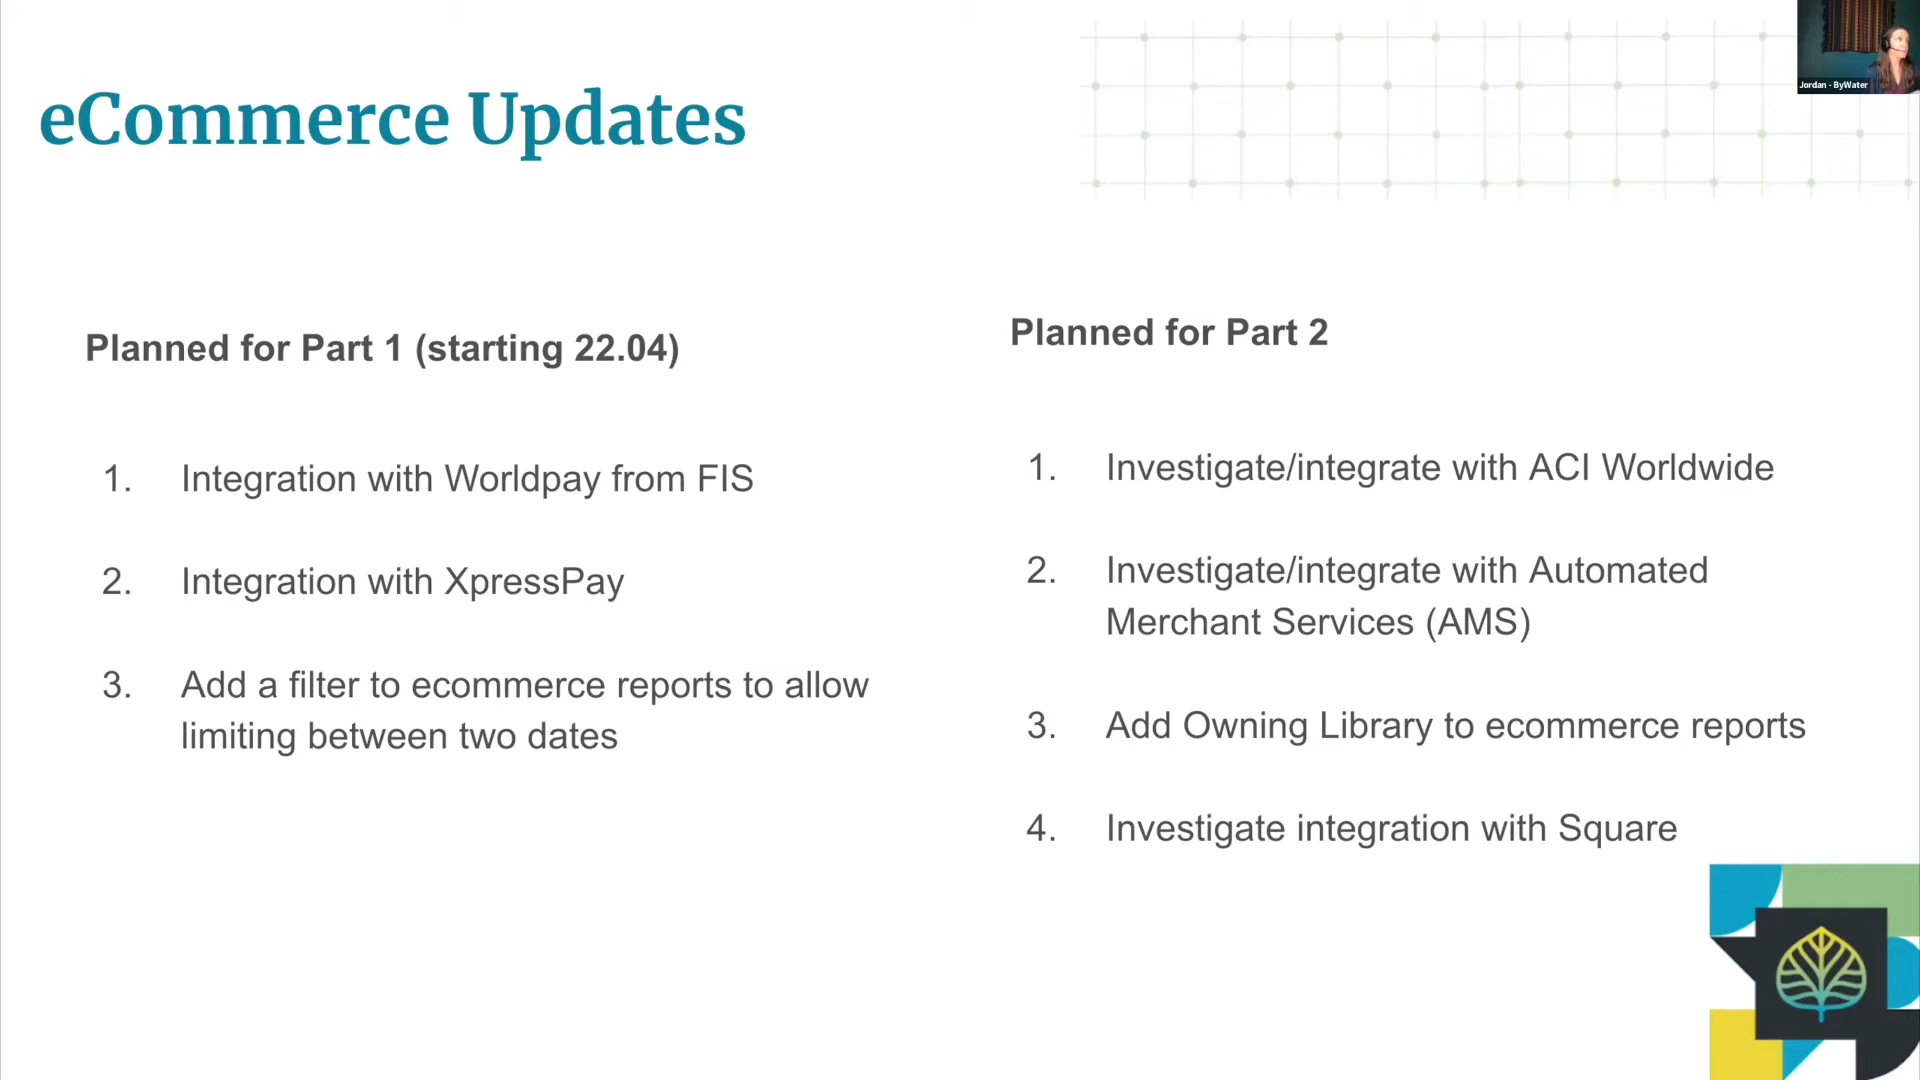 eCommerce Updates
Jordan - ByWater
Planned for Part 1 (starting 22.04)
1. Integration with Worldpay from FIS
2. Integration with XpressPay
3. Add a filter to ecommerce reports to allow
limiting between two dates
Planned for Part 2
1. Investigate/integrate with ACI Worldwide
2. Investigate/integrate with Automated
Merchant Services (AMS)
3. Add Owning Library to ecommerce reports
4. Investigate integration with Square